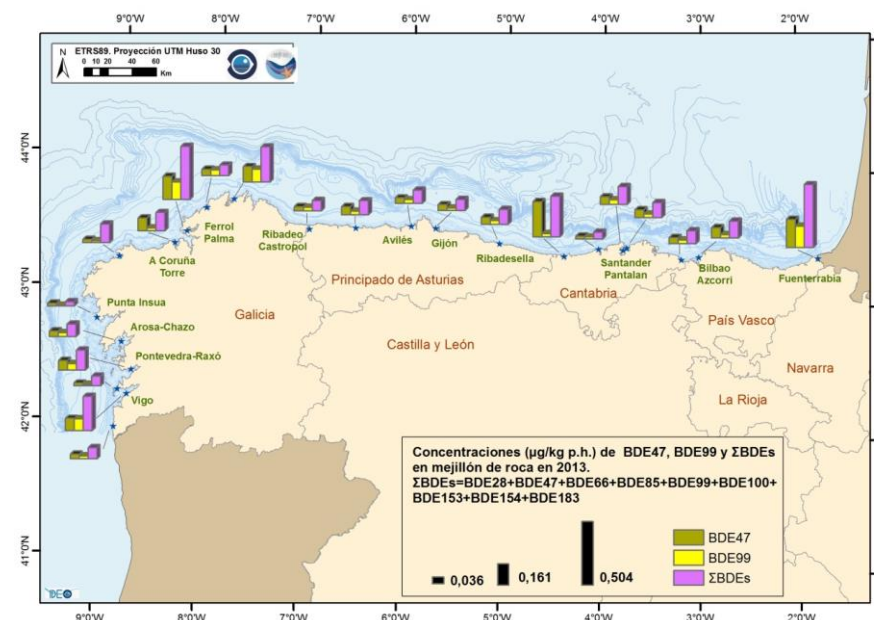 9°0'W 8°0'W 7°0'W 6°0'W 5°0'W 4°0'W 3°0'W 2°0'W
N ETRS89. Proyección UTM Huso 30
0 10 20 40 60
Km
44°0'N
43°0'N
42°0'N
41°0'N
Ferrol
Palma
A Coruña
Torre
Ribadeo
Castropol
Avilés
Gijón
Ribadesella
Santander
Pantalan
Bilbao
Azcorri
Fuenterrabia
Punta Insua
Arosa-Chazo
Pontevedra-Raxó
Vigo
Galicia
Principado de Asturias
Cantabria
País Vasco
Castilla y León
Navarra
La Rioja
Concentraciones (µg/kg p.h.) de BDE47, BDE99 y ΣBDEs
en mejillón de roca en 2013.
ΣBDEs=BDE28+BDE47+BDE66+BDE85+BDE99+BDE100+
BDE153+BDE154+BDE183
0,036 0,161 0,504
BDE47
BDE99
ΣBDEs
9°0'W 8°0'W 7°0'W 6°0'W 5°0'W 4°0'W 3°0'W 2°0'W